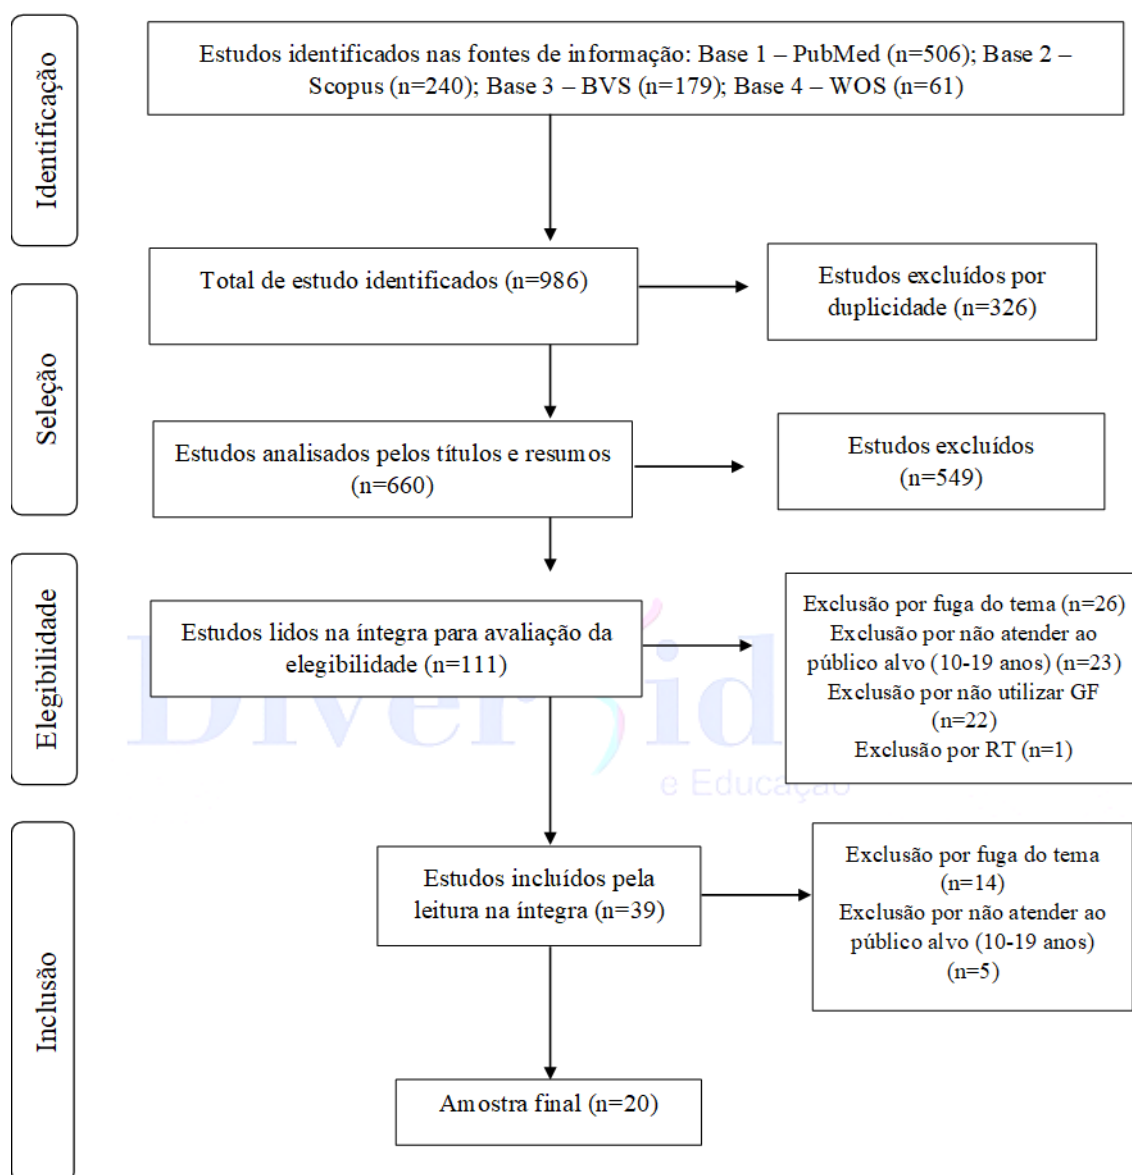 Identificação
Estudos identificados nas fontes de informação: Base 1 – PubMed (n=506); Base 2 –
Scopus (n=240); Base 3 – BVS (n=179); Base 4 – WOS (n=61)
Seleção
Total de estudo identificados (n=986)
Estudos excluídos por
duplicidade (n=326)
Estudos analisados pelos títulos e resumos
(n=660)
Estudos excluídos
(n=549)
Elegibilidade
Estudos lidos na íntegra para avaliação da
elegibilidade (n=111)
Exclusão por fuga do tema (n=26)
Exclusão por não atender ao
público alvo (10-19 anos) (n=23)
Exclusão por não utilizar GF
(n=22)
Exclusão por RT (n=1)
e Educação
Inclusão
Estudos incluídos pela
leitura na íntegra (n=39)
Exclusão por fuga do tema
(n=14)
Exclusão por não atender ao
público alvo (10-19 anos)
(n=5)
Amostra final (n=20)